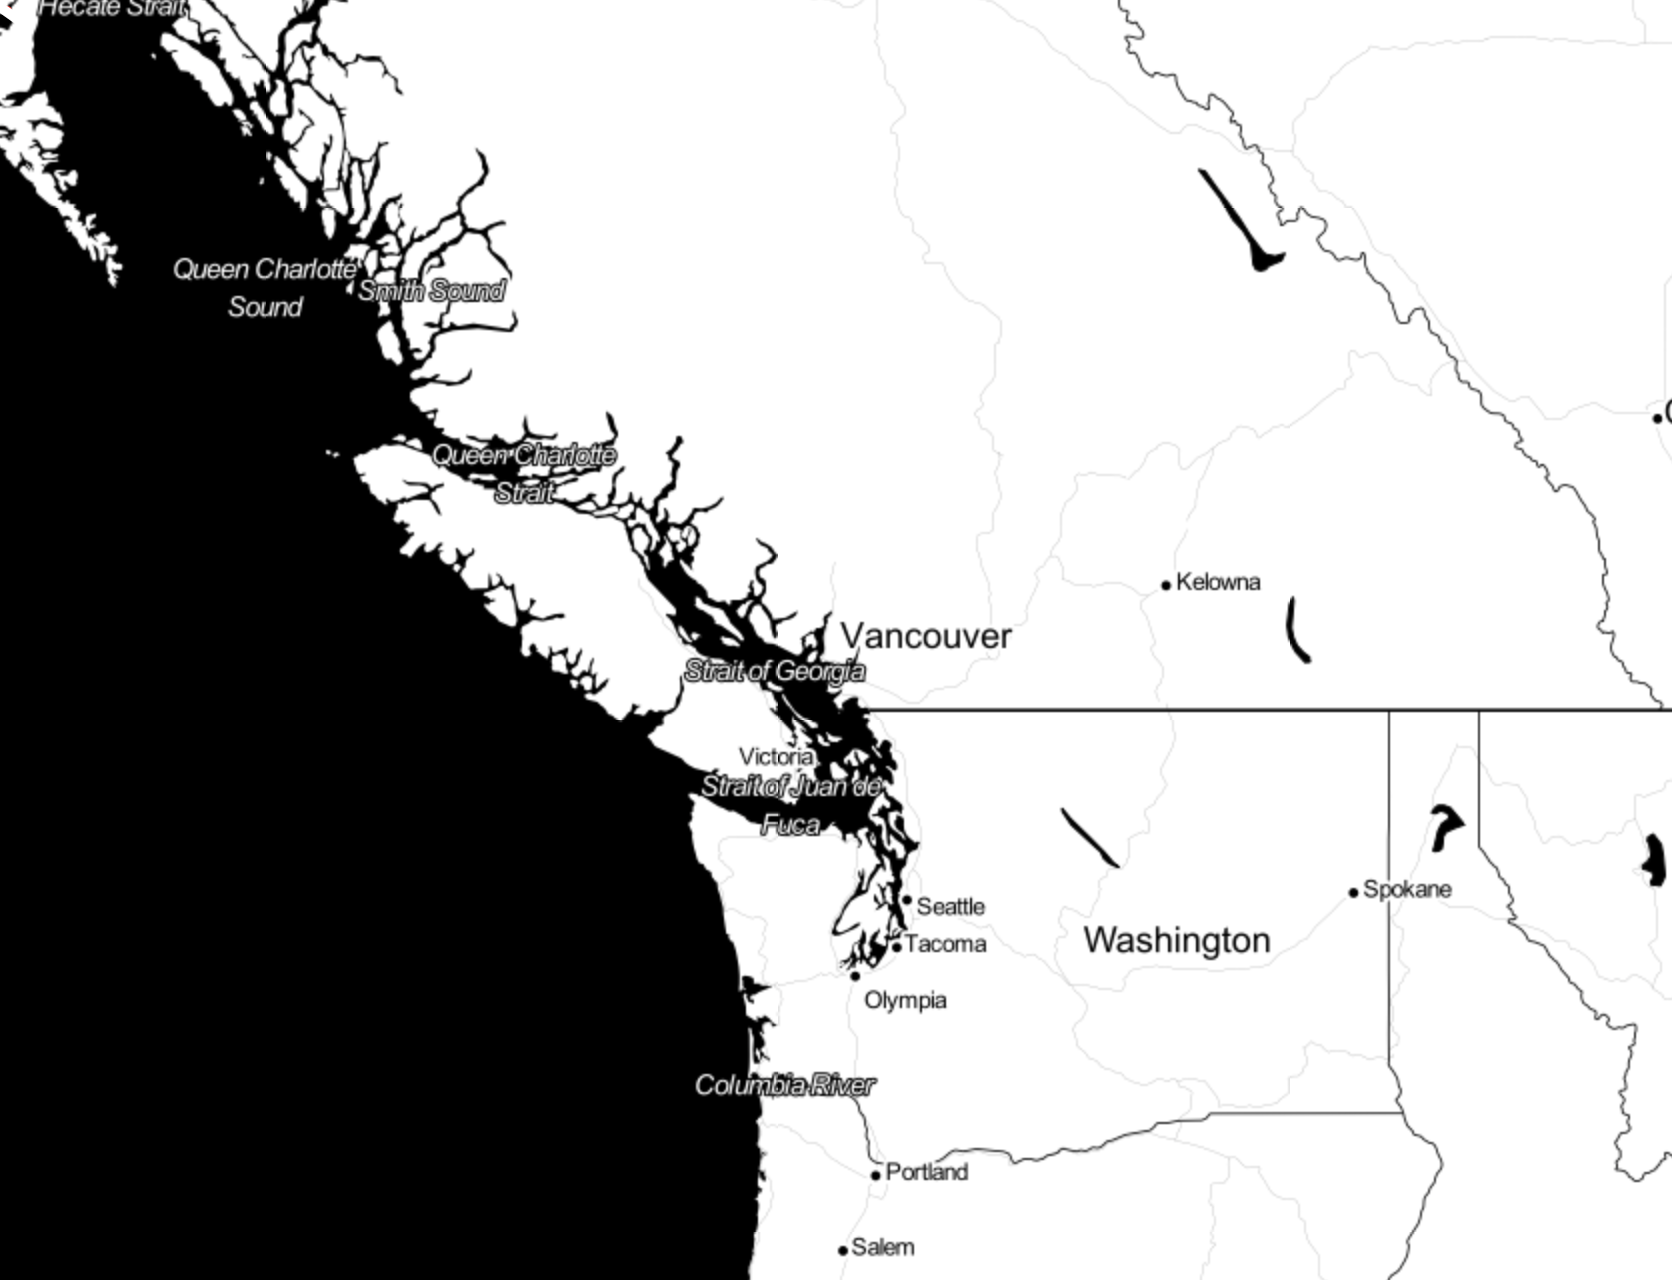 Hecate Strait
Queen Charlotte
Sound
Smith Sound
Queen Charlotte
Strait
Kelowna
Vancouver
Strait of Georgia
Victoria
Strait of Juan de
Fuca
Spokane
Seattle
Washington
Tacoma
Olympia
Columbia River
Portland
Salem